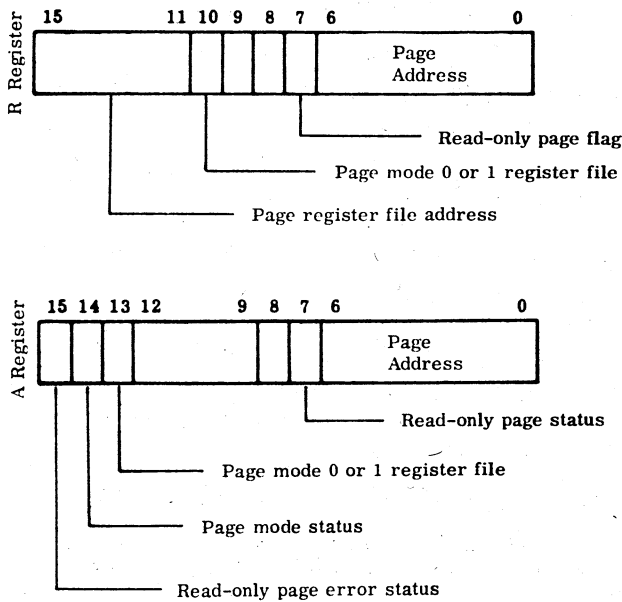 15 11 10 9 8 7 6 0
R Register
Page
Address
Read-only page flag
Page mode 0 or 1 register file
Page register file address
15 14 13 12 9 8 7 6 0
A Register
Page
Address
Read-only page status
Page mode 0 or 1 register file
Page mode status
Read-only page error status